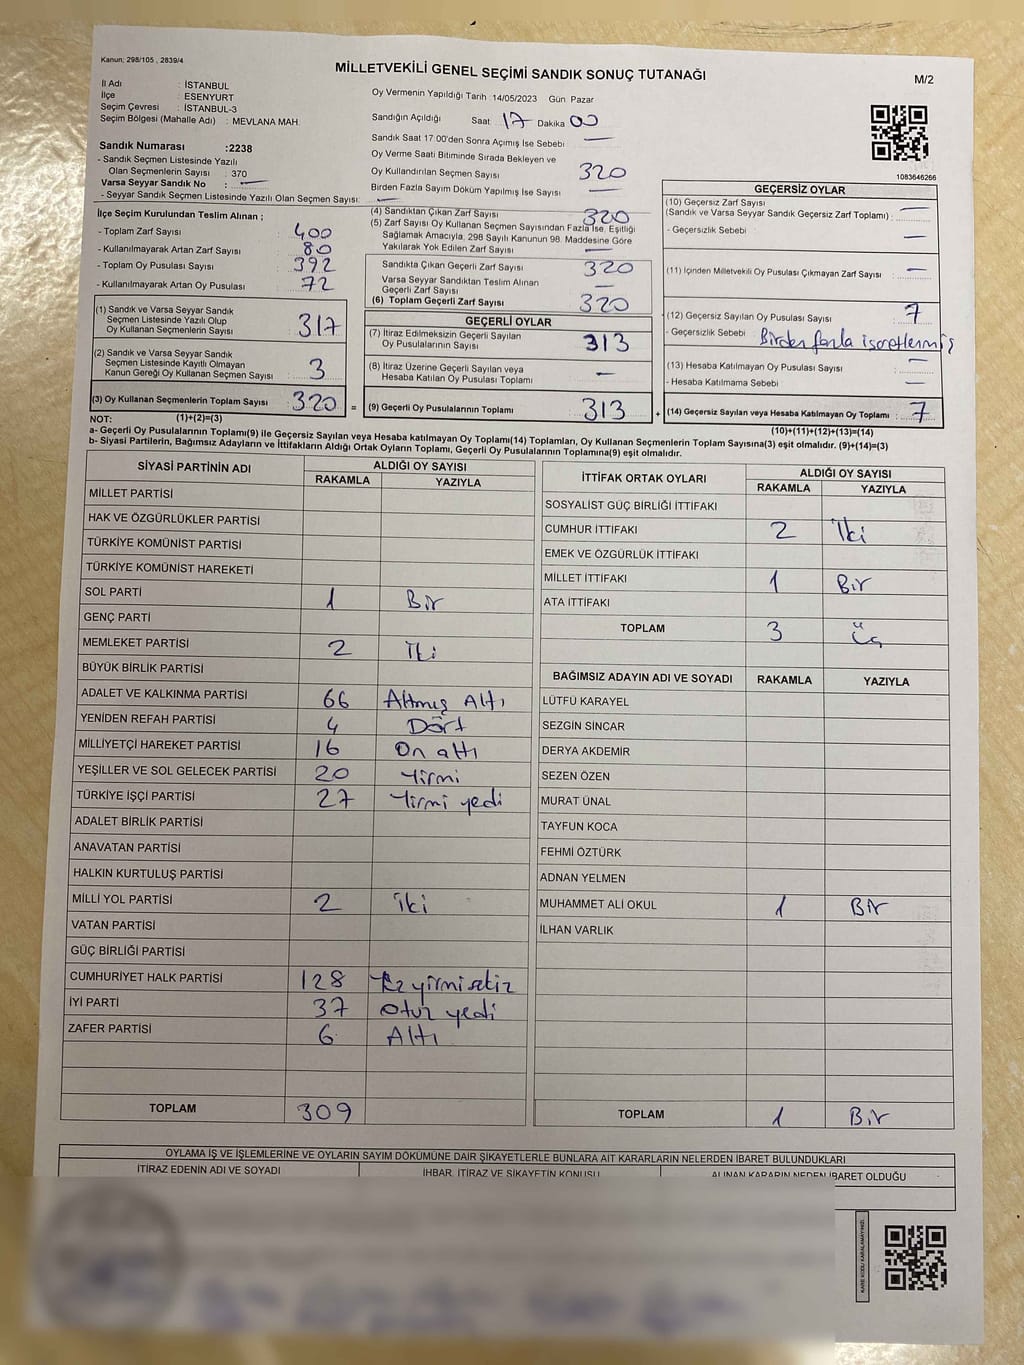 Kanun; 298/105 , 2839/4
MİLLETVEKİLİ GENEL SEÇİMİ SANDIK SONUÇ TUTANAĞI
M/2
İl Adı : İSTANBUL
İlçe : ESENYURT
Seçim Çevresi : İSTANBUL-3
Seçim Bölgesi (Mahalle Adı) : MEVLANA MAH.
Sandık Numarası :2238
- Sandık Seçmen Listesinde Yazılı
Olan Seçmenlerin Sayısı : 370
Varsa Seyyar Sandık No : —
- Seyyar Sandık Seçmen Listesinde Yazılı Olan Seçmen Sayısı: —
Oy Vermenin Yapıldığı Tarih 14/05/2023 Gün Pazar
Sandığın Açıldığı Saat 17 Dakika 00
Sandık Saat 17:00'den Sonra Açımış Ise Sebebi —
Oy Verme Saati Bitiminde Sırada Bekleyen ve
Oy Kullandırılan Seçmen Sayısı 320
Birden Fazla Sayım Döküm Yapılmış Ise Sayısı —
1083646266
İlçe Seçim Kurulundan Teslim Alınan ;
- Toplam Zarf Sayısı : 400
- Kullanılmayarak Artan Zarf Sayısı : 80
- Toplam Oy Pusulası Sayısı : 392
- Kullanılmayarak Artan Oy Pusulası : 72
(1) Sandık ve Varsa Seyyar Sandık
Seçmen Listesinde Yazılı Olup
Oy Kullanan Seçmenlerin Sayısı 317
(2) Sandık ve Varsa Seyyar Sandık
Seçmen Listesinde Kayıtlı Olmayan
Kanun Gereği Oy Kullanan Seçmen Sayısı 3
(3) Oy Kullanan Seçmenlerin Toplam Sayısı 320 =
(1)+(2)=(3)
(4) Sandıktan Çıkan Zarf Sayısı 320
(5) Zarf Sayısı Oy Kullanan Seçmen Sayısından Fazla Ise, Eşitliği
Sağlamak Amacıyla, 298 Sayılı Kanunun 98. Maddesine Göre
Yakılarak Yok Edilen Zarf Sayısı —
Sandıkta Çıkan Geçerli Zarf Sayısı 320
Varsa Seyyar Sandıktan Teslim Alınan
Geçerli Zarf Sayısı —
(6) Toplam Geçerli Zarf Sayısı 320
GEÇERLİ OYLAR
(7) İtiraz Edilmeksizin Geçerli Sayılan
Oy Pusulalarının Sayısı 313
(8) İtiraz Üzerine Geçerli Sayılan veya
Hesaba Katılan Oy Pusulası Toplamı —
(9) Geçerli Oy Pusulalarının Toplamı 313 +
GEÇERSİZ OYLAR
(10) Geçersiz Zarf Sayısı —
(Sandık ve Varsa Seyyar Sandık Geçersiz Zarf Toplamı) :
- Geçersizlik Sebebi —
(11) Içinden Milletvekili Oy Pusulası Çıkmayan Zarf Sayısı : —
(12) Geçersiz Sayılan Oy Pusulası Sayısı 7
- Geçersizlik Sebebi Birden fazla işaretlenmiş
(13) Hesaba Katılmayan Oy Pusulası Sayısı —
- Hesaba Katılmama Sebebi —
(14) Geçersiz Sayılan veya Hesaba Katılmayan Oy Toplamı : 7
(10)+(11)+(12)+(13)=(14)
NOT:
a- Geçerli Oy Pusulalarının Toplamı(9) ile Geçersiz Sayılan veya Hesaba katılmayan Oy Toplamı(14) Toplamları, Oy Kullanan Seçmenlerin Toplam Sayısına(3) eşit olmalıdır. (9)+(14)=(3)
b- Siyasi Partilerin, Bağımsız Adayların ve İttifakların Aldığı Ortak Oyların Toplamı, Geçerli Oy Pusulalarının Toplamına(9) eşit olmalıdır.
SİYASİ PARTİNİN ADI ALDIĞI OY SAYISI
RAKAMLA YAZIYLA
MİLLET PARTİSİ
HAK VE ÖZGÜRLÜKLER PARTİSİ
TÜRKİYE KOMÜNİST PARTİSİ
TÜRKİYE KOMÜNİST HAREKETİ
SOL PARTİ 1 Bir
GENÇ PARTİ
MEMLEKET PARTİSİ 2 İki
BÜYÜK BİRLİK PARTİSİ
ADALET VE KALKINMA PARTİSİ 66 Altmış Altı
YENİDEN REFAH PARTİSİ 4 Dört
MİLLİYETÇİ HAREKET PARTİSİ 16 On altı
YEŞİLLER VE SOL GELECEK PARTİSİ 20 Yirmi
TÜRKİYE İŞÇİ PARTİSİ 27 Yirmi yedi
ADALET BİRLİK PARTİSİ
ANAVATAN PARTİSİ
HALKIN KURTULUŞ PARTİSİ
MİLLİ YOL PARTİSİ 2 iki
VATAN PARTİSİ
GÜÇ BİRLİĞİ PARTİSİ
CUMHURİYET HALK PARTİSİ 128 Yüz yirmi sekiz
İYİ PARTİ 37 Otuz yedi
ZAFER PARTİSİ 6 Altı
TOPLAM 309
İTTİFAK ORTAK OYLARI ALDIĞI OY SAYISI
RAKAMLA YAZIYLA
SOSYALİST GÜÇ BİRLİĞİ İTTİFAKI
CUMHUR İTTİFAKI 2 İki
EMEK VE ÖZGÜRLÜK İTTİFAKI
MİLLET İTTİFAKI 1 Bir
ATA İTTİFAKI
TOPLAM 3 Üç
BAĞIMSIZ ADAYIN ADI VE SOYADI RAKAMLA YAZIYLA
LÜTFÜ KARAYEL
SEZGİN SİNCAR
DERYA AKDEMIR
SEZEN ÖZEN
MURAT ÜNAL
TAYFUN KOCA
FEHMİ ÖZTÜRK
ADNAN YELMEN
MUHAMMET ALİ OKUL 1 Bir
İLHAN VARLIK
TOPLAM 1 Bir
OYLAMA İŞ VE İŞLEMLERİNE VE OYLARIN SAYIM DÖKÜMÜNE DAİR ŞİKAYETLERLE BUNLARA AİT KARARLARIN NELERDEN İBARET BULUNDUKLARI
İTİRAZ EDENİN ADI VE SOYADI İHBAR, İTİRAZ VE ŞİKAYETİN KONUSU ALINAN KARARIN NEDEN İBARET OLDUĞU
KARE KODU KARALAMAYINIZ!